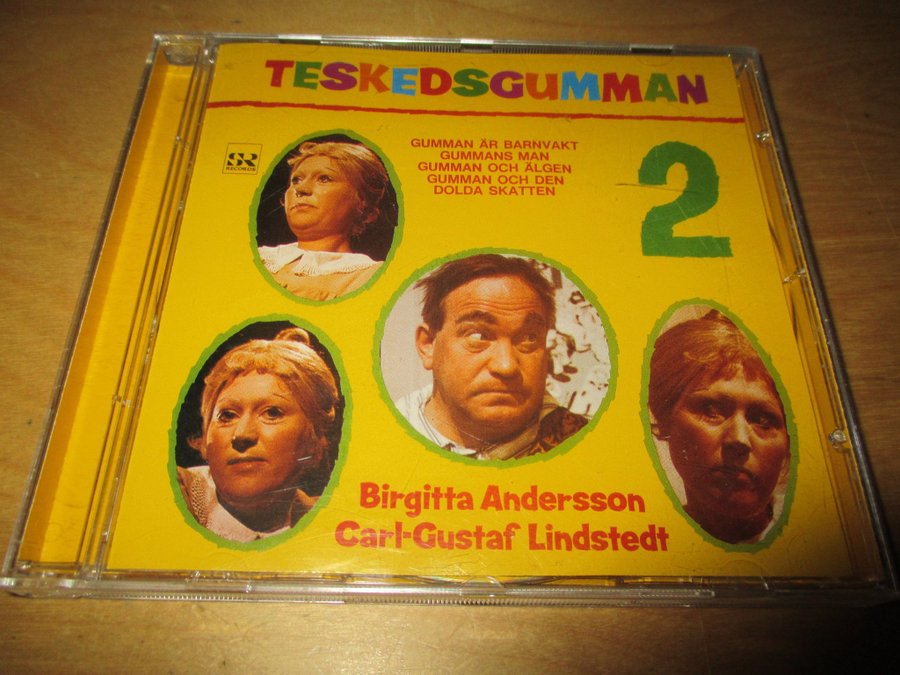 TESKEDSGUMMAN
SR
RECORDS
GUMMAN ÄR BARNVAKT
GUMMANS MAN
GUMMAN OCH ÄLGEN
GUMMAN OCH DEN
DOLDA SKATTEN
2
Birgitta Andersson
Carl-Gustaf Lindstedt